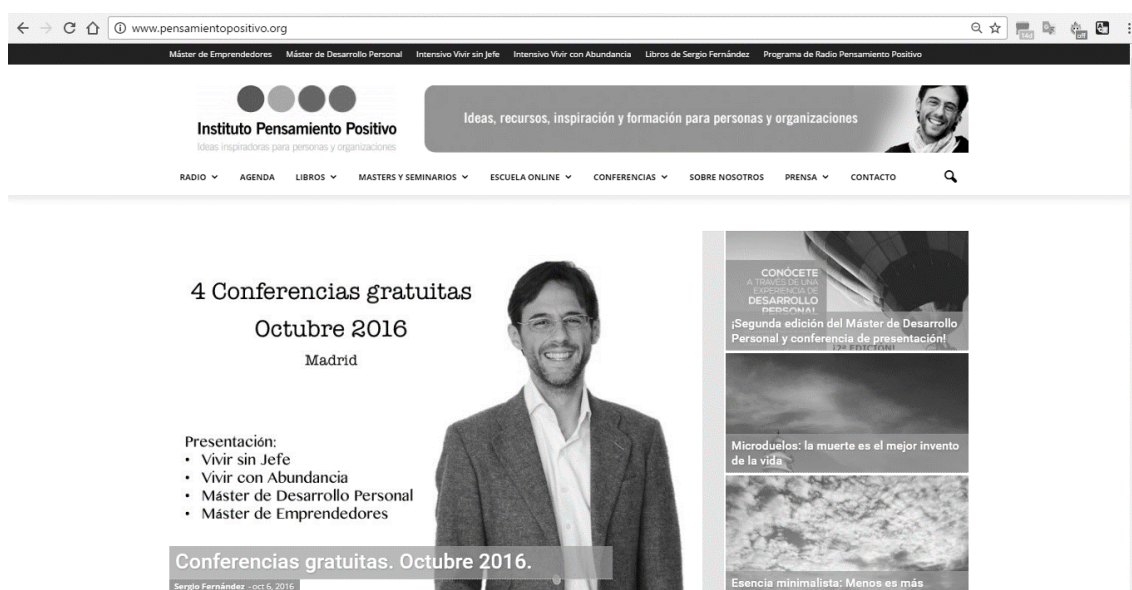 www.pensamientopositivo.org
Máster de Emprendedores Máster de Desarrollo Personal Intensivo Vivir sin Jefe Intensivo Vivir con Abundancia Libros de Sergio Fernández Programa de Radio Pensamiento Positivo
Instituto Pensamiento Positivo
Ideas inspiradoras para personas y organizaciones
Ideas, recursos, inspiración y formación para personas y organizaciones
RADIO AGENDA LIBROS MASTERS Y SEMINARIOS ESCUELA ONLINE CONFERENCIAS SOBRE NOSOTROS PRENSA CONTACTO
4 Conferencias gratuitas
Octubre 2016
Madrid
Presentación:
• Vivir sin Jefe
• Vivir con Abundancia
• Máster de Desarrollo Personal
• Máster de Emprendedores
Conferencias gratuitas. Octubre 2016.
Sergio Fernández - oct 6, 2016
CONÓCETE
A TRAVÉS DE UNA
EXPERIENCIA DE
DESARROLLO
PERSONAL
¡Segunda edición del Máster de Desarrollo
Personal y conferencia de presentación!
¡2ª EDICIÓN!
Microduelos: la muerte es el mejor invento
de la vida
Esencia minimalista: Menos es más